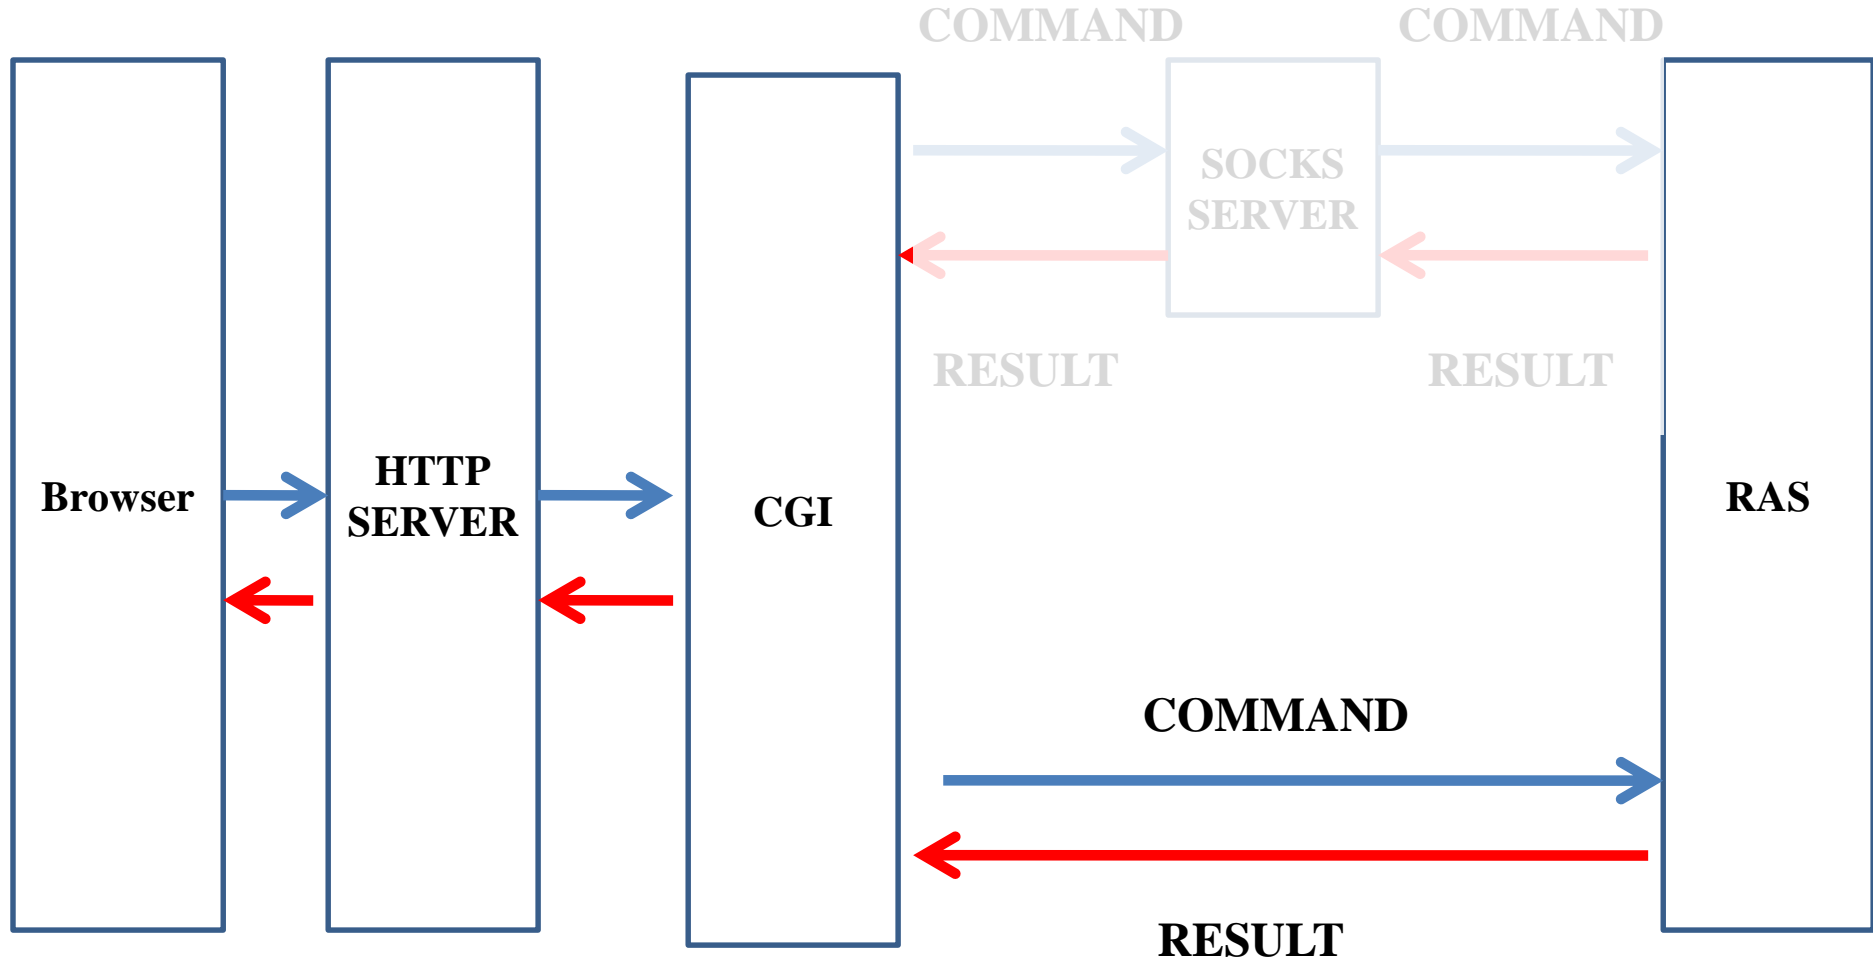 COMMAND
COMMAND
SOCKS
SERVER
RESULT
RESULT
Browser
HTTP
SERVER
CGI
RAS
COMMAND
RESULT